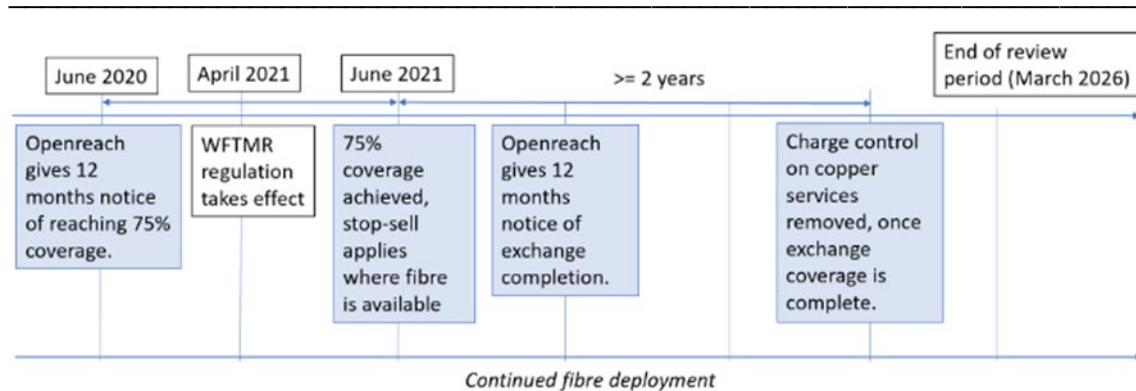 June 2020
April 2021
June 2021
>= 2 years
End of review
period (March 2026)
Openreach
gives 12
months notice
of reaching 75%
coverage.
WFTMR
regulation
takes effect
75%
coverage
achieved,
stop-sell
applies
where fibre
is available
Openreach
gives 12
months
notice of
exchange
completion.
Charge control
on copper
services
removed, once
exchange
coverage is
complete.
Continued fibre deployment